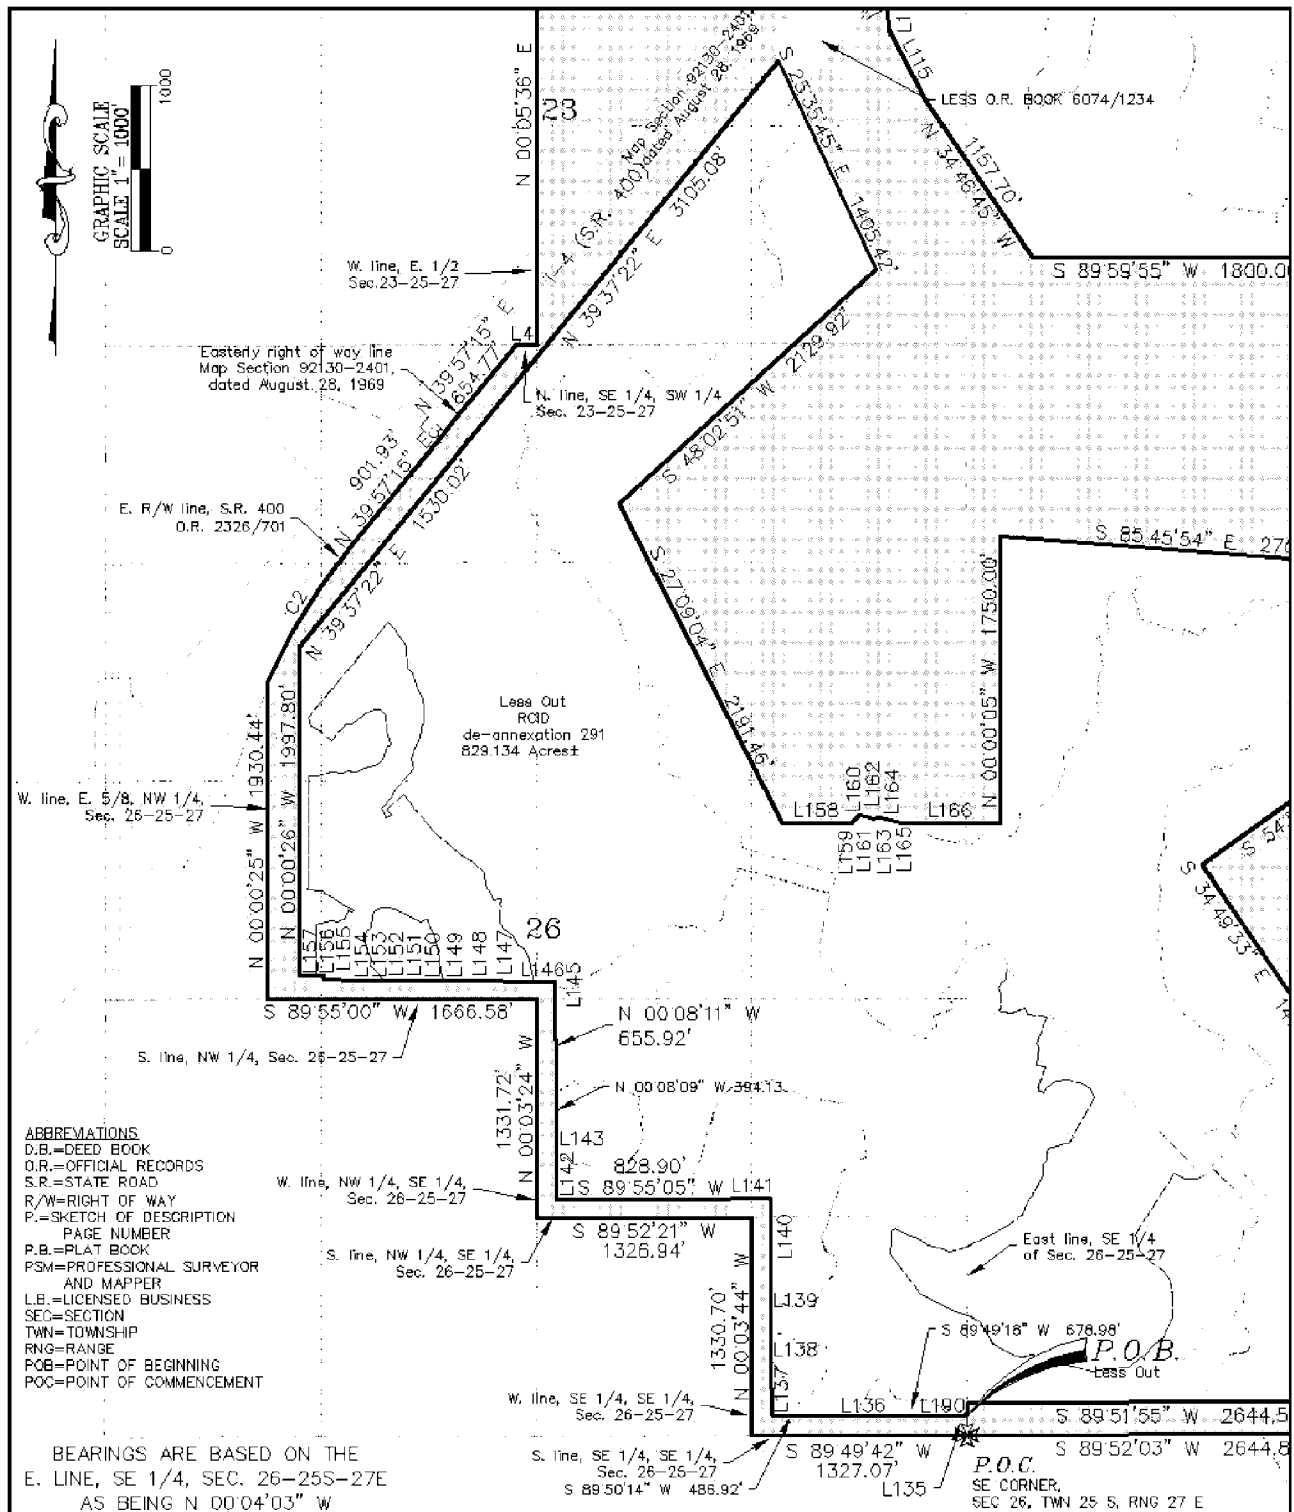 GRAPHIC SCALE
SCALE 1"= 1000'
0
1000
N 00°05'36" E
23
Map Section 92130-2401,
dated August 28, 1969
I-4 (S.R. 400)
N 39°37'22" E 3105.08'
S 25°35'45" E 1405.42'
L115
LESS O.R. BOOK 6074/1234
N 34°46'45" W 1157.70'
S 89°59'55" W
W. line, E. 1/2
Sec.23-25-27
L4
Easterly right of way line
Map Section 92130-2401,
dated August 28, 1969
N 39°57'15" E
654.77'
N. line, SE 1/4, SW 1/4
Sec. 23-25-27
S 48°02'51" W 2129.92'
901.93'
N 39°57'15" E
E. R/W line, S.R. 400
O.R. 2326/701
N 39°37'22" E 1530.02'
C2
S 85°45'54" E
S 27°09'04" E 2191.46'
N 00°00'05" W 1750.00'
Less Out
RCID
de-annexation 291
829.134 Acres±
N 00°00'25" W 1930.44'
N 00°00'26" W 1997.80'
W. line, E. 5/8, NW 1/4,
Sec. 26-25-27
L158
L160
L162
L164
L166
L159
L161
L163
L165
S 34°49'33" E
26
L157
L156
L155
L154
L153
L152
L151
L150
L149
L148
L147
L146
L145
S 89°55'00" W 1666.58'
N 00°08'11" W
655.92'
S. line, NW 1/4, Sec. 26-25-27
N 00°08'09" W 394.13
1331.72'
N 00°03'24" W
L143
L142
828.90'
S 89°55'05" W
L141
W. line, NW 1/4, SE 1/4,
Sec. 26-25-27
S 89°52'21" W
1326.94'
S. line, NW 1/4, SE 1/4,
Sec. 26-25-27
L140
East line, SE 1/4
of Sec. 26-25-27
1330.70'
N 00°03'44" W
L139
S 89°49'16" W 678.98'
L138
P.O.B.
Less Out
L137
W. line, SE 1/4, SE 1/4,
Sec. 26-25-27
L136
L190
S 89°51'55" W 2644.5
S 89°52'03" W 2644.8
S. line, SE 1/4, SE 1/4,
Sec. 26-25-27
S 89°50'14" W 486.92'
S 89°49'42" W
1327.07'
L135
P.O.C.
SE CORNER,
SEC 26, TWN 25 S, RNG 27 E
ABBREVIATIONS
D.B.=DEED BOOK
O.R.=OFFICIAL RECORDS
S.R.=STATE ROAD
R/W=RIGHT OF WAY
P.=SKETCH OF DESCRIPTION
PAGE NUMBER
P.B.=PLAT BOOK
PSM=PROFESSIONAL SURVEYOR
AND MAPPER
L.B.=LICENSED BUSINESS
SEC=SECTION
TWN=TOWNSHIP
RNG=RANGE
POB=POINT OF BEGINNING
POC=POINT OF COMMENCEMENT
BEARINGS ARE BASED ON THE
E. LINE, SE 1/4, SEC. 26-25S-27E
AS BEING N 00°04'03" W